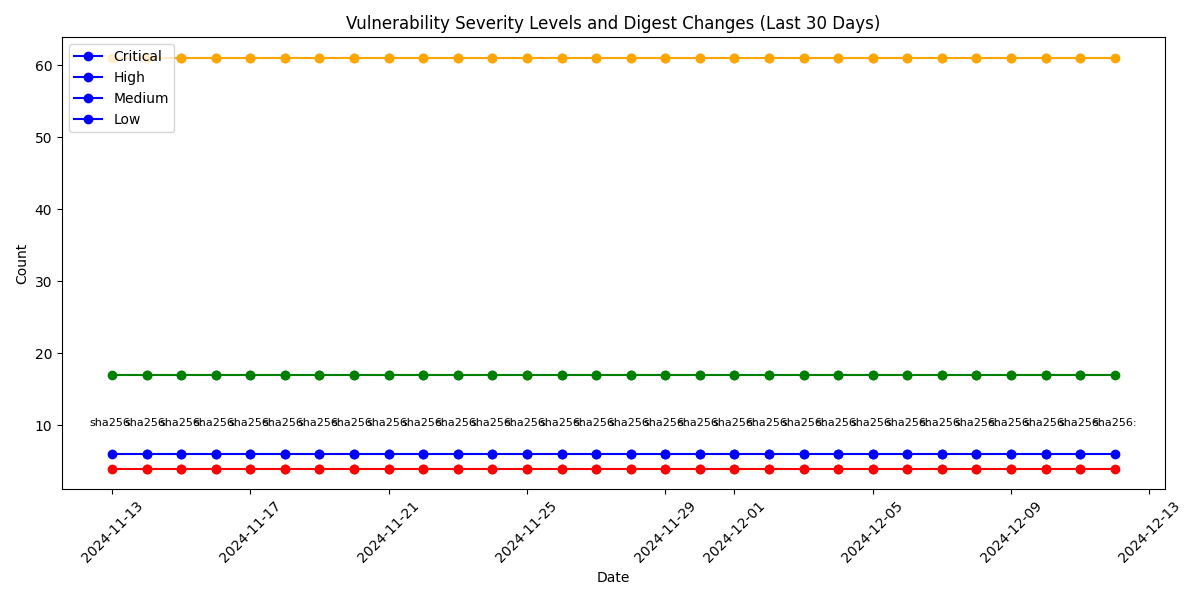 Vulnerability Severity Levels and Digest Changes (Last 30 Days)
Critical
High
Medium
Low
60
50
40
30
20
10
Count
sha256: sha256: sha256: sha256: sha256: sha256: sha256: sha256: sha256: sha256: sha256: sha256: sha256: sha256: sha256: sha256: sha256: sha256: sha256: sha256: sha256: sha256: sha256: sha256: sha256: sha256: sha256: sha256: sha256: sha256:
2024-11-13
2024-11-17
2024-11-21
2024-11-25
2024-11-29
2024-12-01
2024-12-05
2024-12-09
2024-12-13
Date